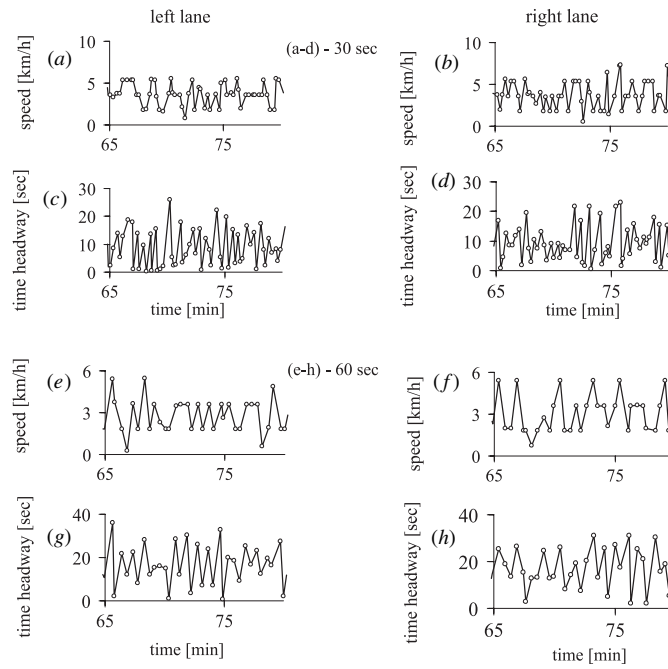 left lane
right lane
(a-d) - 30 sec
(a)
speed [km/h]
10
5
0
65
75
(b)
speed [km/h]
10
5
0
65
75
(c)
time headway [sec]
30
20
10
0
65
75
time [min]
(d)
time headway [sec]
30
20
10
0
65
75
time [min]
(e-h) - 60 sec
(e)
speed [km/h]
6
3
0
65
75
(f)
speed [km/h]
6
3
0
65
75
(g)
time headway [sec]
40
20
0
65
75
time [min]
(h)
time headway [sec]
40
20
0
65
75
time [min]